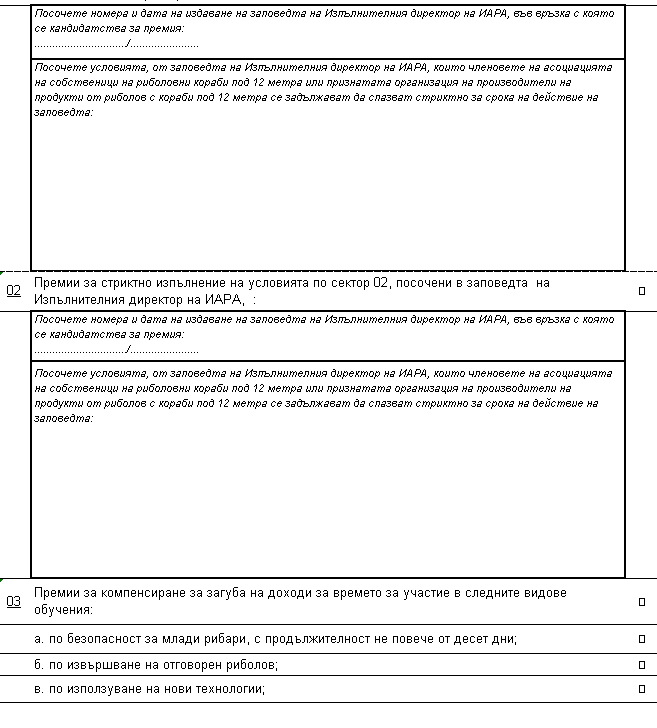 Посочете номера и дата на издаване на заповедта на Изпълнителния директор на ИАРА, във връзка с която
се кандидатства за премия:
............................../.......................
Посочете условията, от заповедта на Изпълнителния директор на ИАРА, които членовете на асоциацията
на собственици на риболовни кораби под 12 метра или признатата организация на производители на
продукти от риболов с кораби под 12 метра се задължават да спазват стриктно за срока на действие на
заповедта:
02 Премии за стриктно изпълнение на условията по сектор 02, посочени в заповедта на
Изпълнителния директор на ИАРА, :
Посочете номера и дата на издаване на заповедта на Изпълнителния директор на ИАРА, във връзка с която
се кандидатства за премия:
............................../.......................
Посочете условията, от заповедта на Изпълнителния директор на ИАРА, които членовете на асоциацията
на собственици на риболовни кораби под 12 метра или признатата организация на производители на
продукти от риболов с кораби под 12 метра се задължават да спазват стриктно за срока на действие на
заповедта:
03 Премии за компенсиране за загуба на доходи за времето за участие в следните видове
обучения:
а. по безопасност за млади рибари, с продължителност не повече от десет дни;
б. по извършване на отговорен риболов;
в. по използуване на нови технологии;